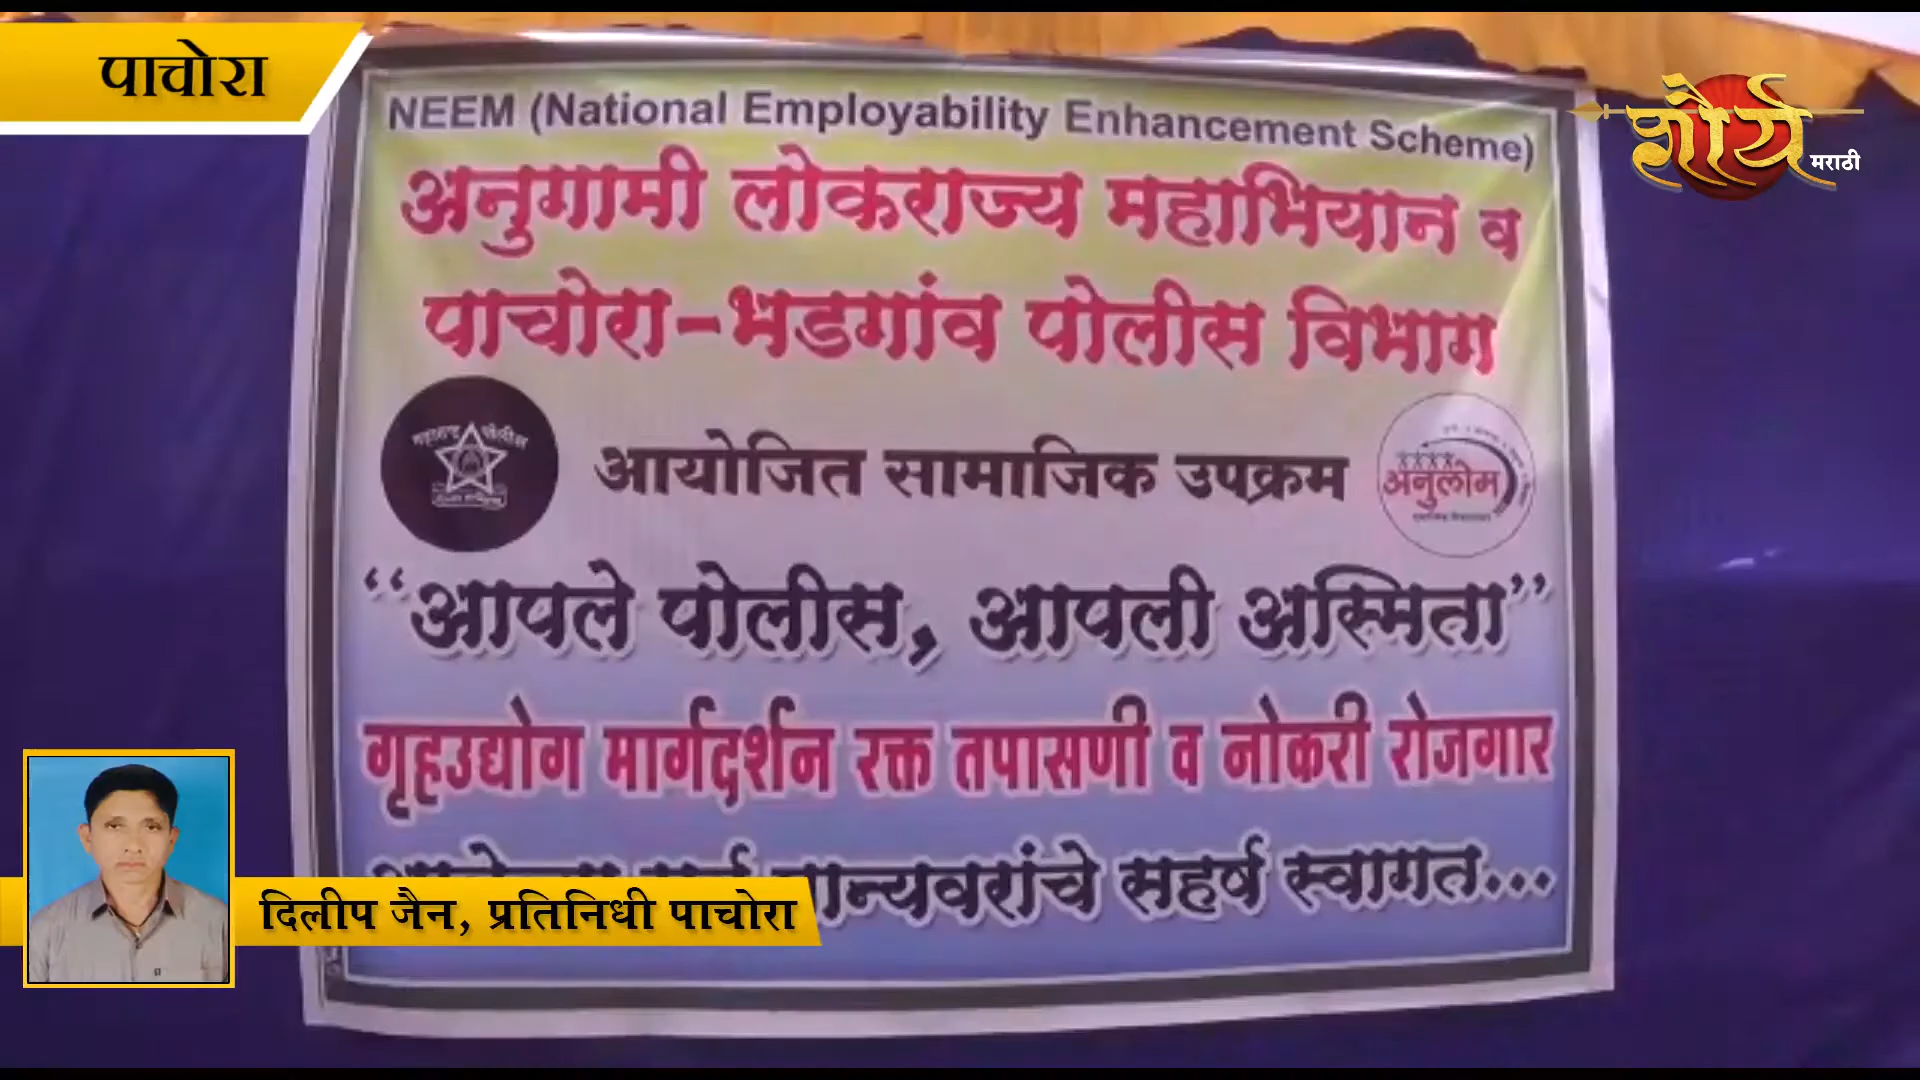 पाचोरा
शौर्य
मराठी
NEEM (National Employability Enhancement Scheme)
अनुगामी लोकराज्य महाभियान व
पाचोरा-भडगांव पोलीस विभाग
महाराष्ट्र पोलीस
आयोजित सामाजिक उपक्रम
अनुलोम
“आपले पोलीस, आपली अस्मिता”
गृहउद्योग मार्गदर्शन रक्त तपासणी व नोकरी रोजगार
मान्यवरांचे सहर्ष स्वागत...
दिलीप जैन, प्रतिनिधी पाचोरा